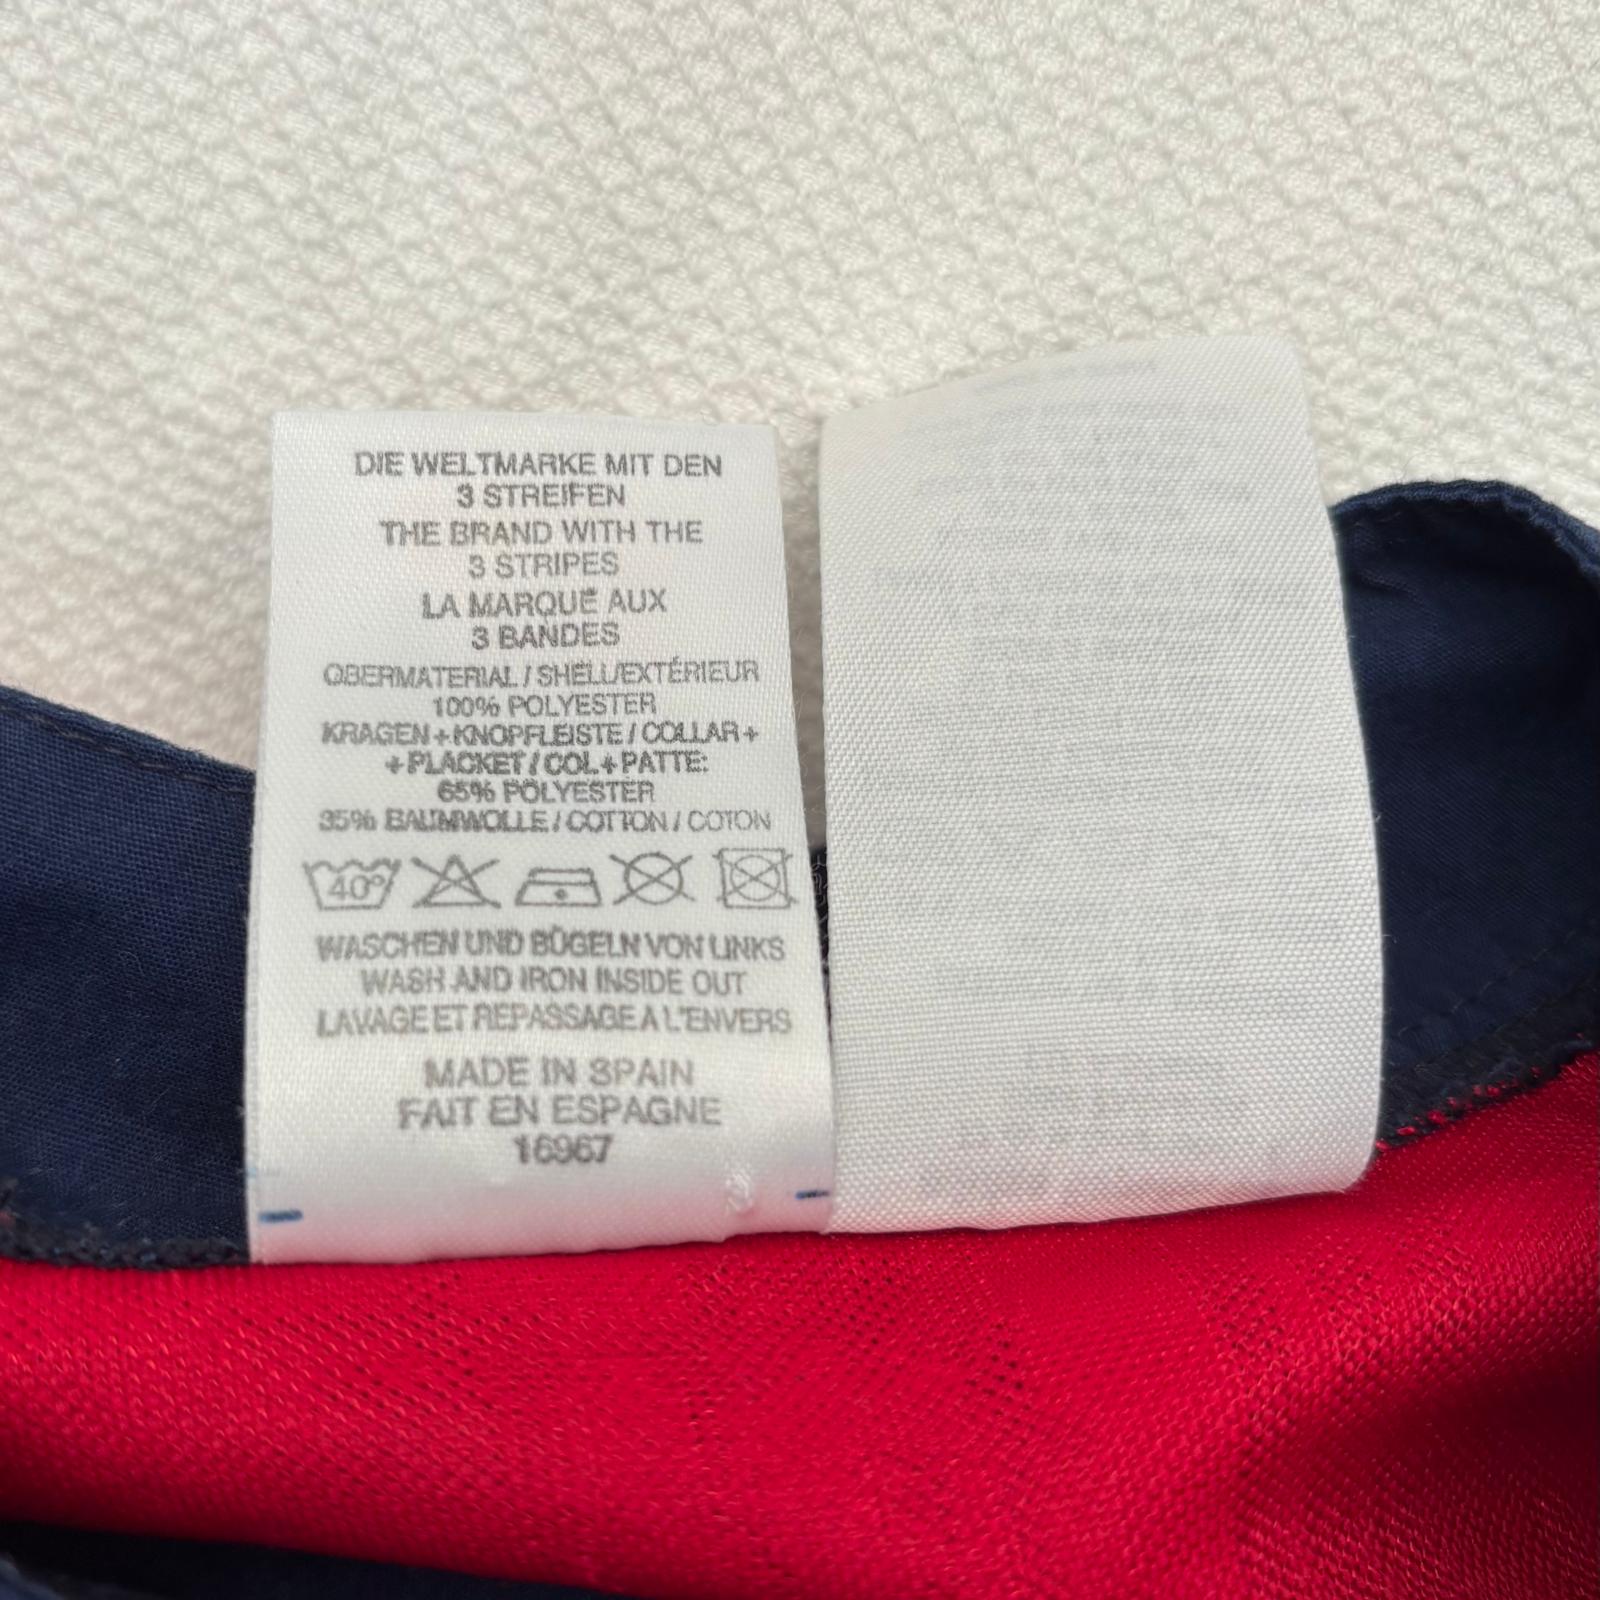 DIE WELTMARKE MIT DEN
3 STREIFEN
THE BRAND WITH THE
3 STRIPES
LA MARQUE AUX
3 BANDES
OBERMATERIAL / SHELL/EXTÉRIEUR
100% POLYESTER
KRAGEN+KNOPFLEISTE / COLLAR+
+PLACKET / COL+PATTE:
65% POLYESTER
35% BAUMWOLLE / COTTON / COTON
40°
WASCHEN UND BÜGELN VON LINKS
WASH AND IRON INSIDE OUT
LAVAGE ET REPASSAGE A L'ENVERS
MADE IN SPAIN
FAIT EN ESPAGNE
16967